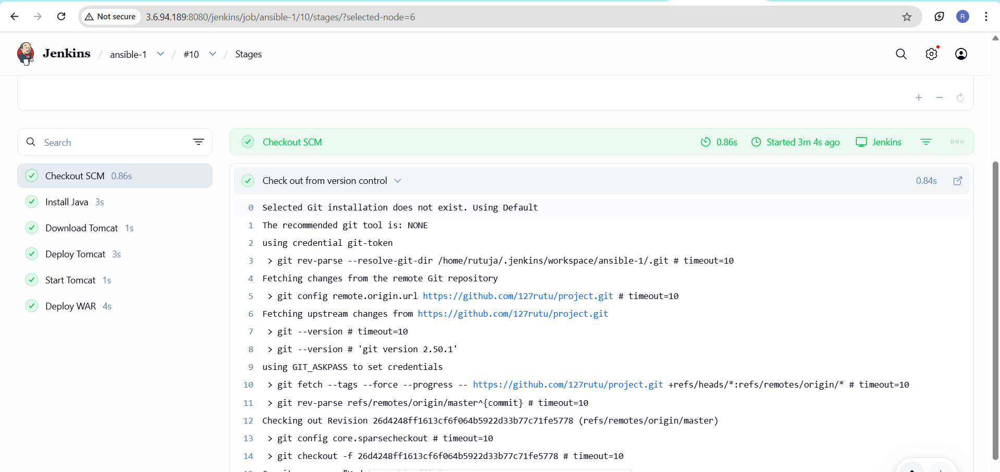 Not secure 3.6.94.189:8080/jenkins/job/ansible-1/10/stages/?selected-node=6 R
Jenkins / ansible-1 / #10 / Stages
Search
Checkout SCM 0.86s
Install Java 3s
Download Tomcat 1s
Deploy Tomcat 3s
Start Tomcat 1s
Deploy WAR 4s
Checkout SCM 0.86s Started 3m 4s ago Jenkins
Check out from version control 0.84s
0 Selected Git installation does not exist. Using Default
1 The recommended git tool is: NONE
2 using credential git-token
3 > git rev-parse --resolve-git-dir /home/rutuja/.jenkins/workspace/ansible-1/.git # timeout=10
4 Fetching changes from the remote Git repository
5 > git config remote.origin.url https://github.com/127rutu/project.git # timeout=10
6 Fetching upstream changes from https://github.com/127rutu/project.git
7 > git --version # timeout=10
8 > git --version # 'git version 2.50.1'
9 using GIT_ASKPASS to set credentials
10 > git fetch --tags --force --progress -- https://github.com/127rutu/project.git +refs/heads/*:refs/remotes/origin/* # timeout=10
11 > git rev-parse refs/remotes/origin/master^{commit} # timeout=10
12 Checking out Revision 26d4248ff1613cf6f064b5922d33b77c71fe5778 (refs/remotes/origin/master)
13 > git config core.sparsecheckout # timeout=10
14 > git checkout -f 26d4248ff1613cf6f064b5922d33b77c71fe5778 # timeout=10